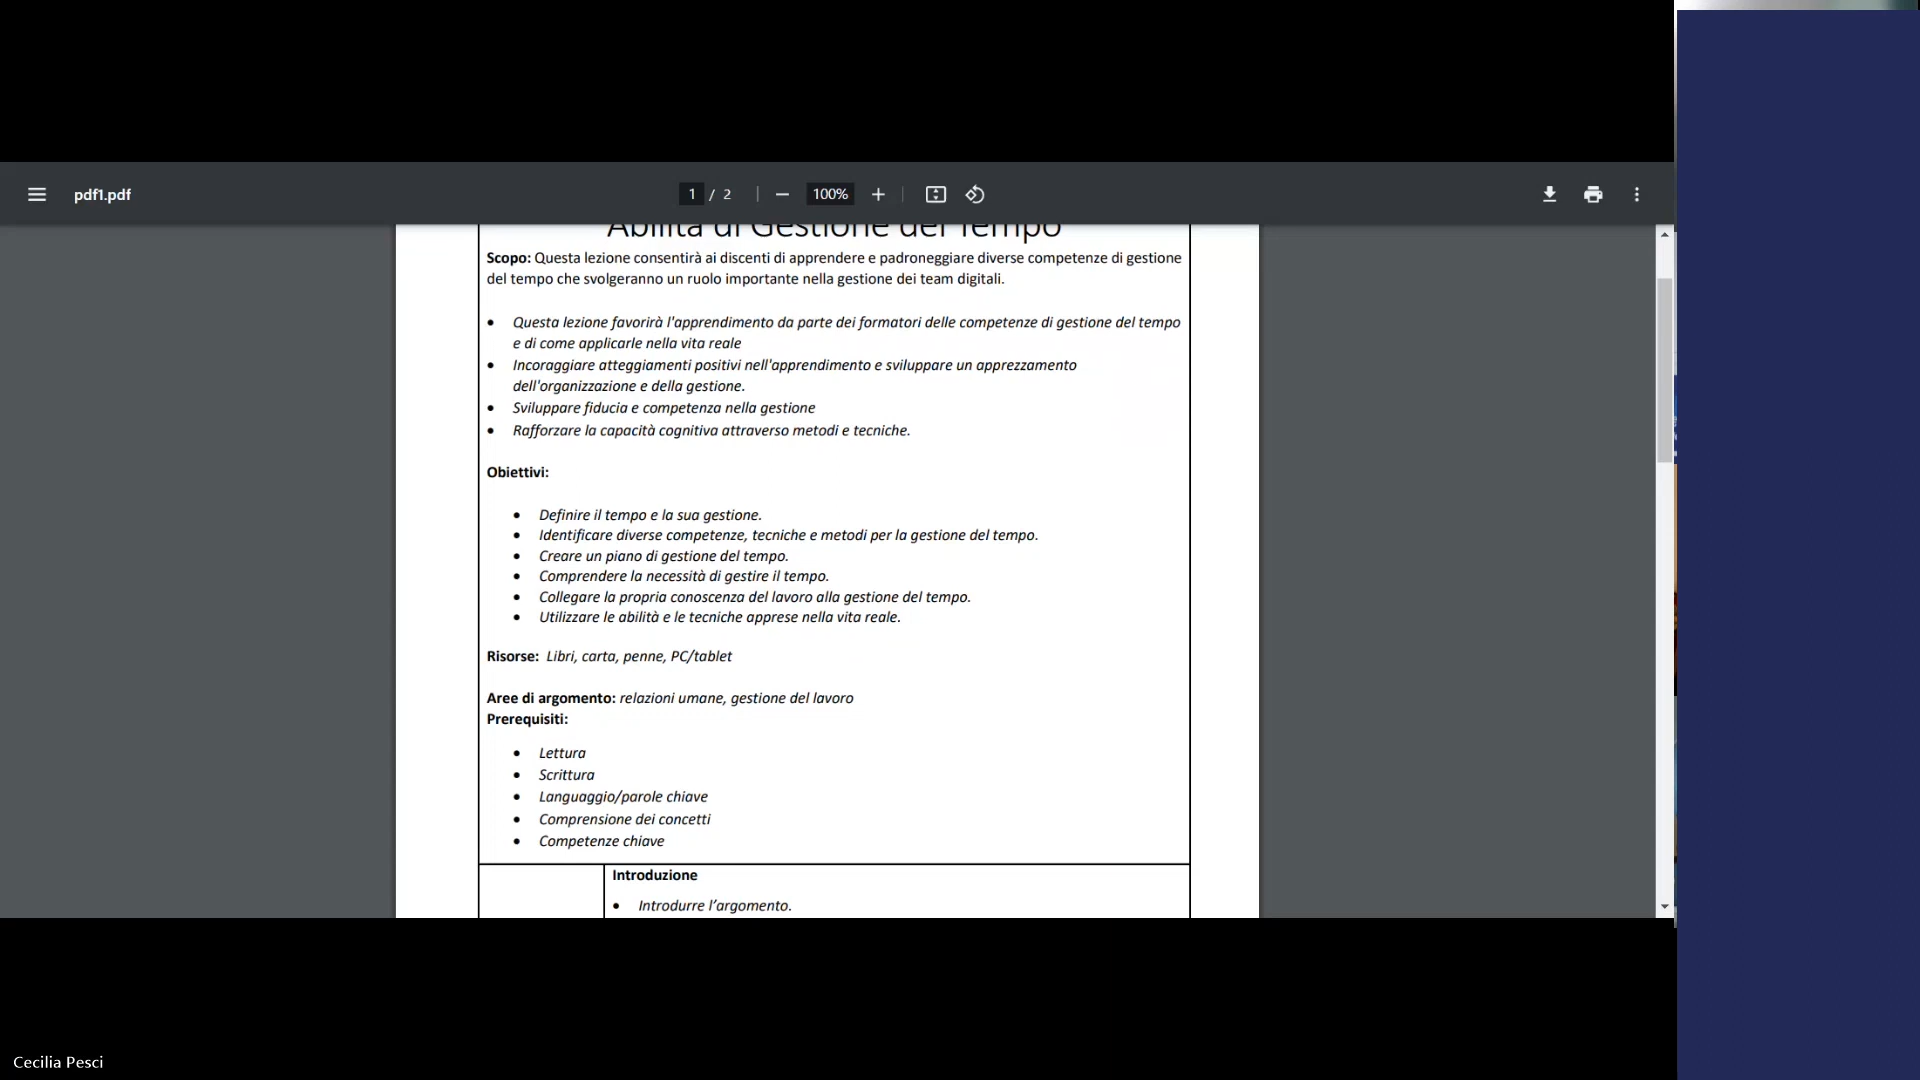 pdf1.pdf
1 / 2
100%
Abilità di Gestione del Tempo
Scopo: Questa lezione consentirà ai discenti di apprendere e padroneggiare diverse competenze di gestione
del tempo che svolgeranno un ruolo importante nella gestione dei team digitali.
• Questa lezione favorirà l'apprendimento da parte dei formatori delle competenze di gestione del tempo
e di come applicarle nella vita reale
• Incoraggiare atteggiamenti positivi nell'apprendimento e sviluppare un apprezzamento
dell'organizzazione e della gestione.
• Sviluppare fiducia e competenza nella gestione
• Rafforzare la capacità cognitiva attraverso metodi e tecniche.
Obiettivi:
• Definire il tempo e la sua gestione.
• Identificare diverse competenze, tecniche e metodi per la gestione del tempo.
• Creare un piano di gestione del tempo.
• Comprendere la necessità di gestire il tempo.
• Collegare la propria conoscenza del lavoro alla gestione del tempo.
• Utilizzare le abilità e le tecniche apprese nella vita reale.
Risorse: Libri, carta, penne, PC/tablet
Aree di argomento: relazioni umane, gestione del lavoro
Prerequisiti:
• Lettura
• Scrittura
• Languaggio/parole chiave
• Comprensione dei concetti
• Competenze chiave
Introduzione
• Introdurre l’argomento.
Cecilia Pesci